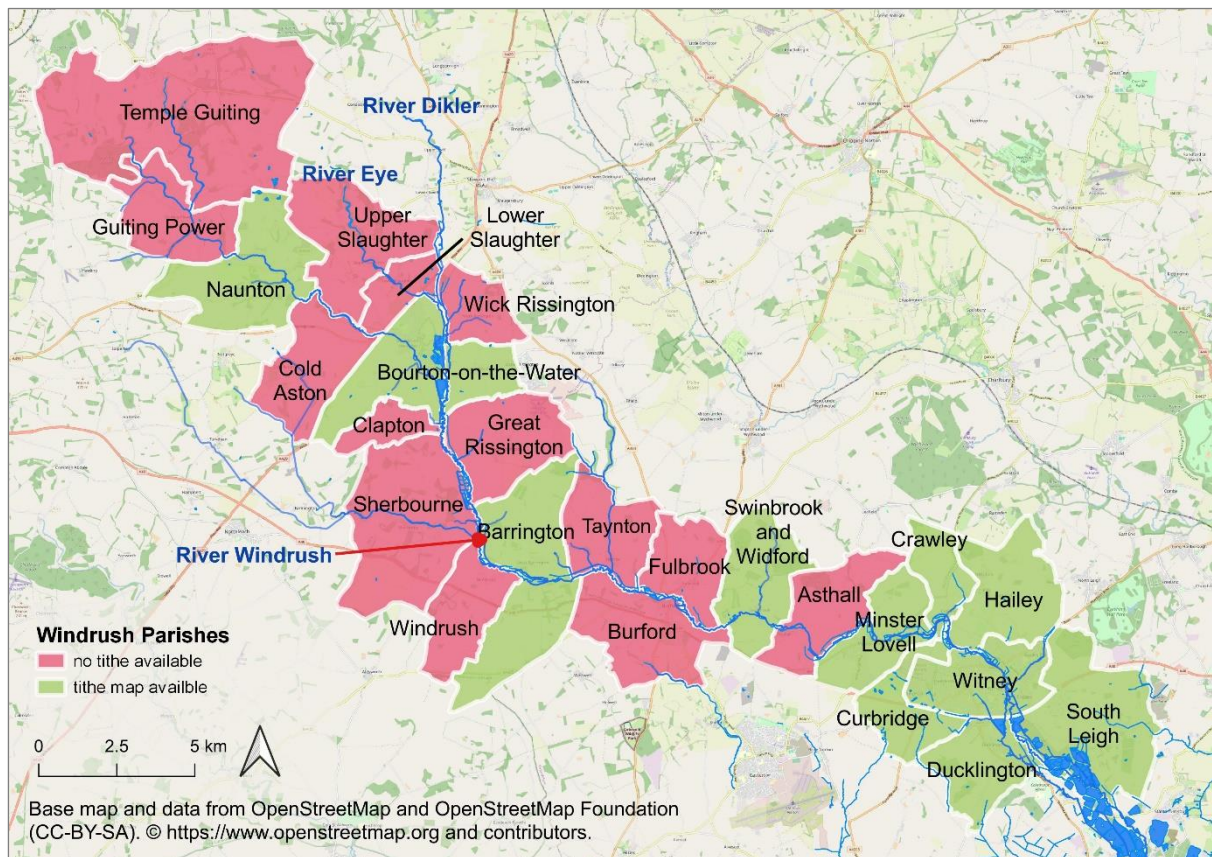 Temple Guiting
River Dikler
River Eye
Guiting Power
Upper
Slaughter
Lower
Slaughter
Naunton
Wick Rissington
Cold
Aston
Bourton-on-the-Water
Clapton
Great
Rissington
Sherbourne
Barrington
Taynton
Swinbrook
and
Widford
River Windrush
Fulbrook
Crawley
Asthall
Hailey
Minster
Lovell
Windrush
Burford
Witney
Curbridge
South
Leigh
Ducklington
Windrush Parishes
no tithe available
tithe map availble
0 2.5 5 km
Base map and data from OpenStreetMap and OpenStreetMap Foundation
(CC-BY-SA). © https://www.openstreetmap.org and contributors.